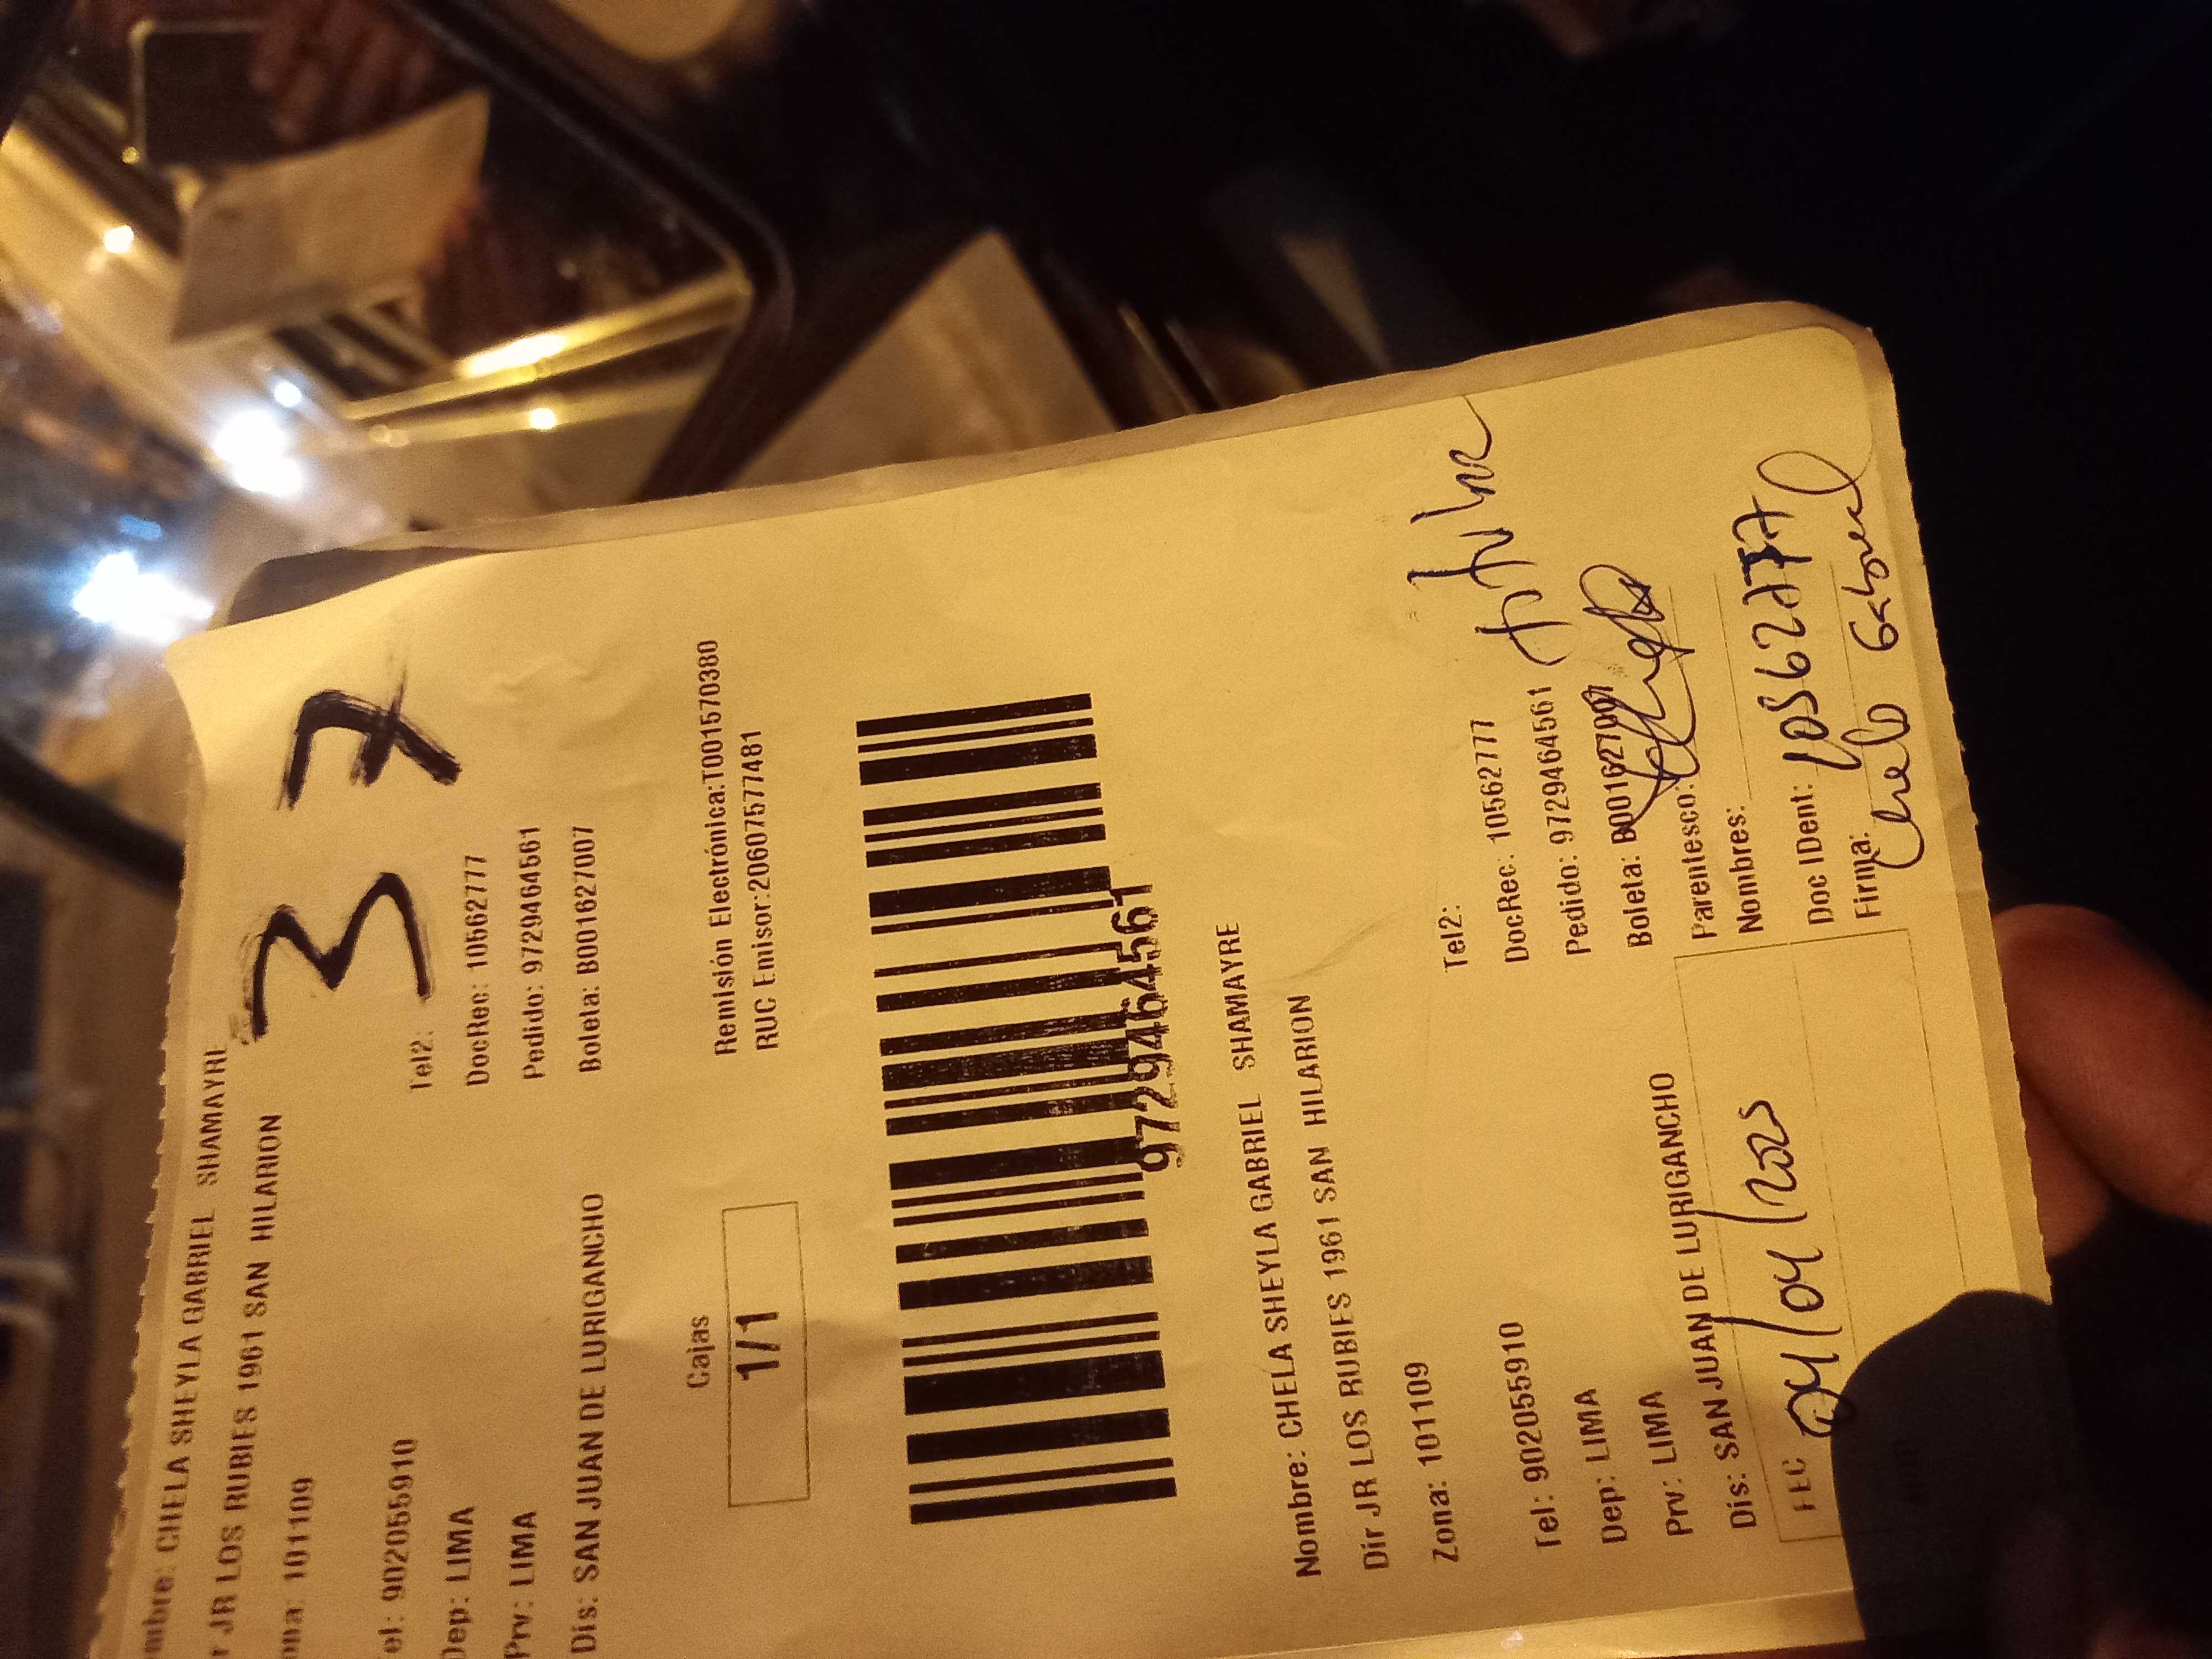 mbre: CHELA SHEYLA GABRIEL SHAMAYRE
r JR LOS RUBIES 1961 SAN HILARION
37
ona: 101109
el: 902055910 Tel2:
Dep: LIMA DocRec: 10562777
Prv: LIMA Pedido: 9729464561
Dis: SAN JUAN DE LURIGANCHO Boleta: B001627007
Cajas Remisión Electrónica:T001570380
1/1 RUC Emisor:20607577481
9729464561
Nombre: CHELA SHEYLA GABRIEL SHAMAYRE
Dir JR LOS RUBIES 1961 SAN HILARION
Zona: 101109 Tel2:
Tel: 902055910 DocRec: 10562777
Dep: LIMA Pedido: 9729464561
Prv: LIMA Boleta: B001627007
Dis: SAN JUAN DE LURIGANCHO Parentesco:
Nombres:
FEC 04/04/2025 Doc IDent: 10562777
Firma: Gabriel